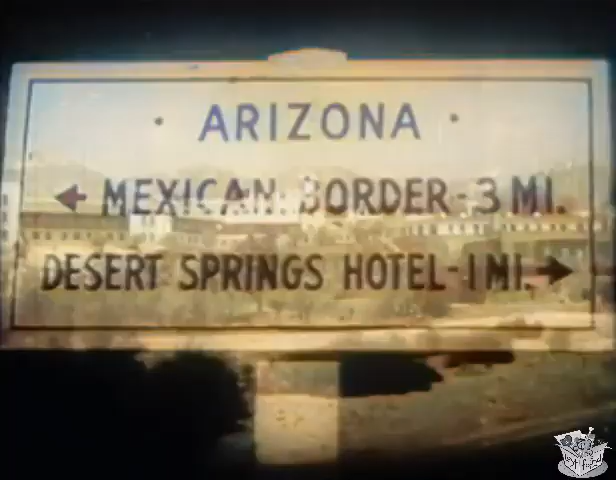 • ARIZONA •
← MEXICAN BORDER - 3 MI.
DESERT SPRINGS HOTEL - 1 MI. →